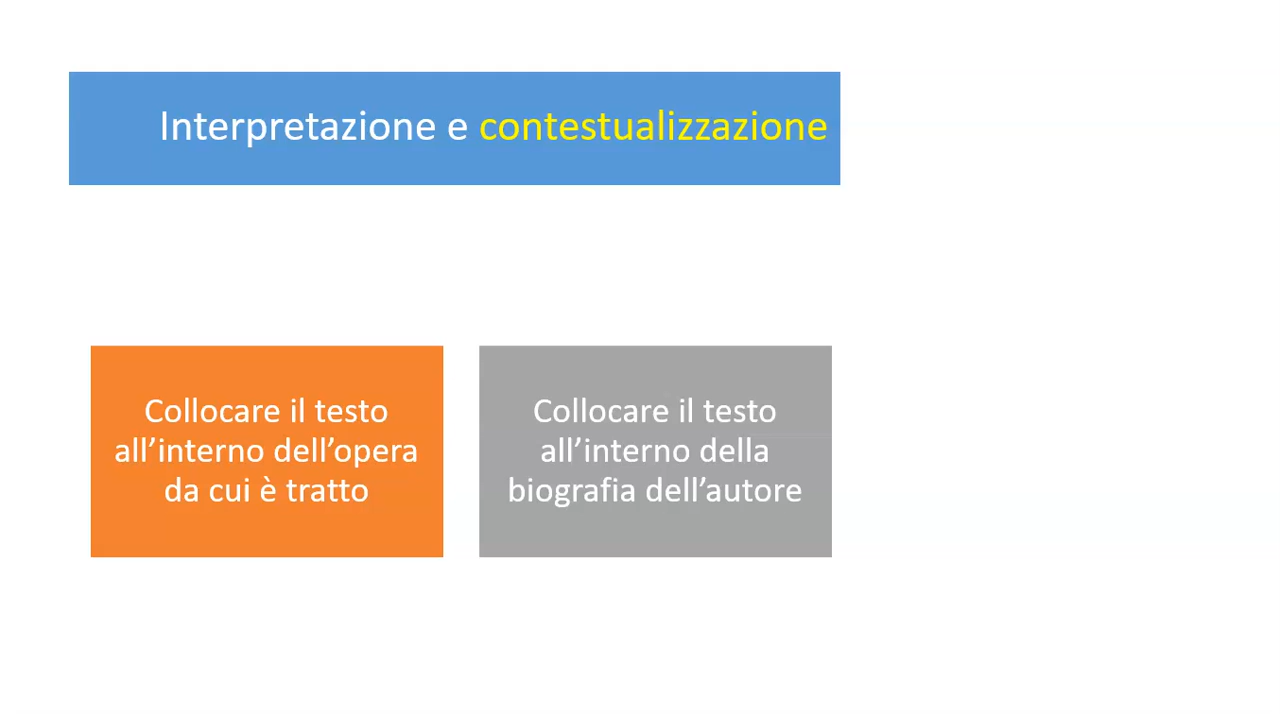 Interpretazione e contestualizzazione
Collocare il testo
all’interno dell’opera
da cui è tratto
Collocare il testo
all’interno della
biografia dell’autore